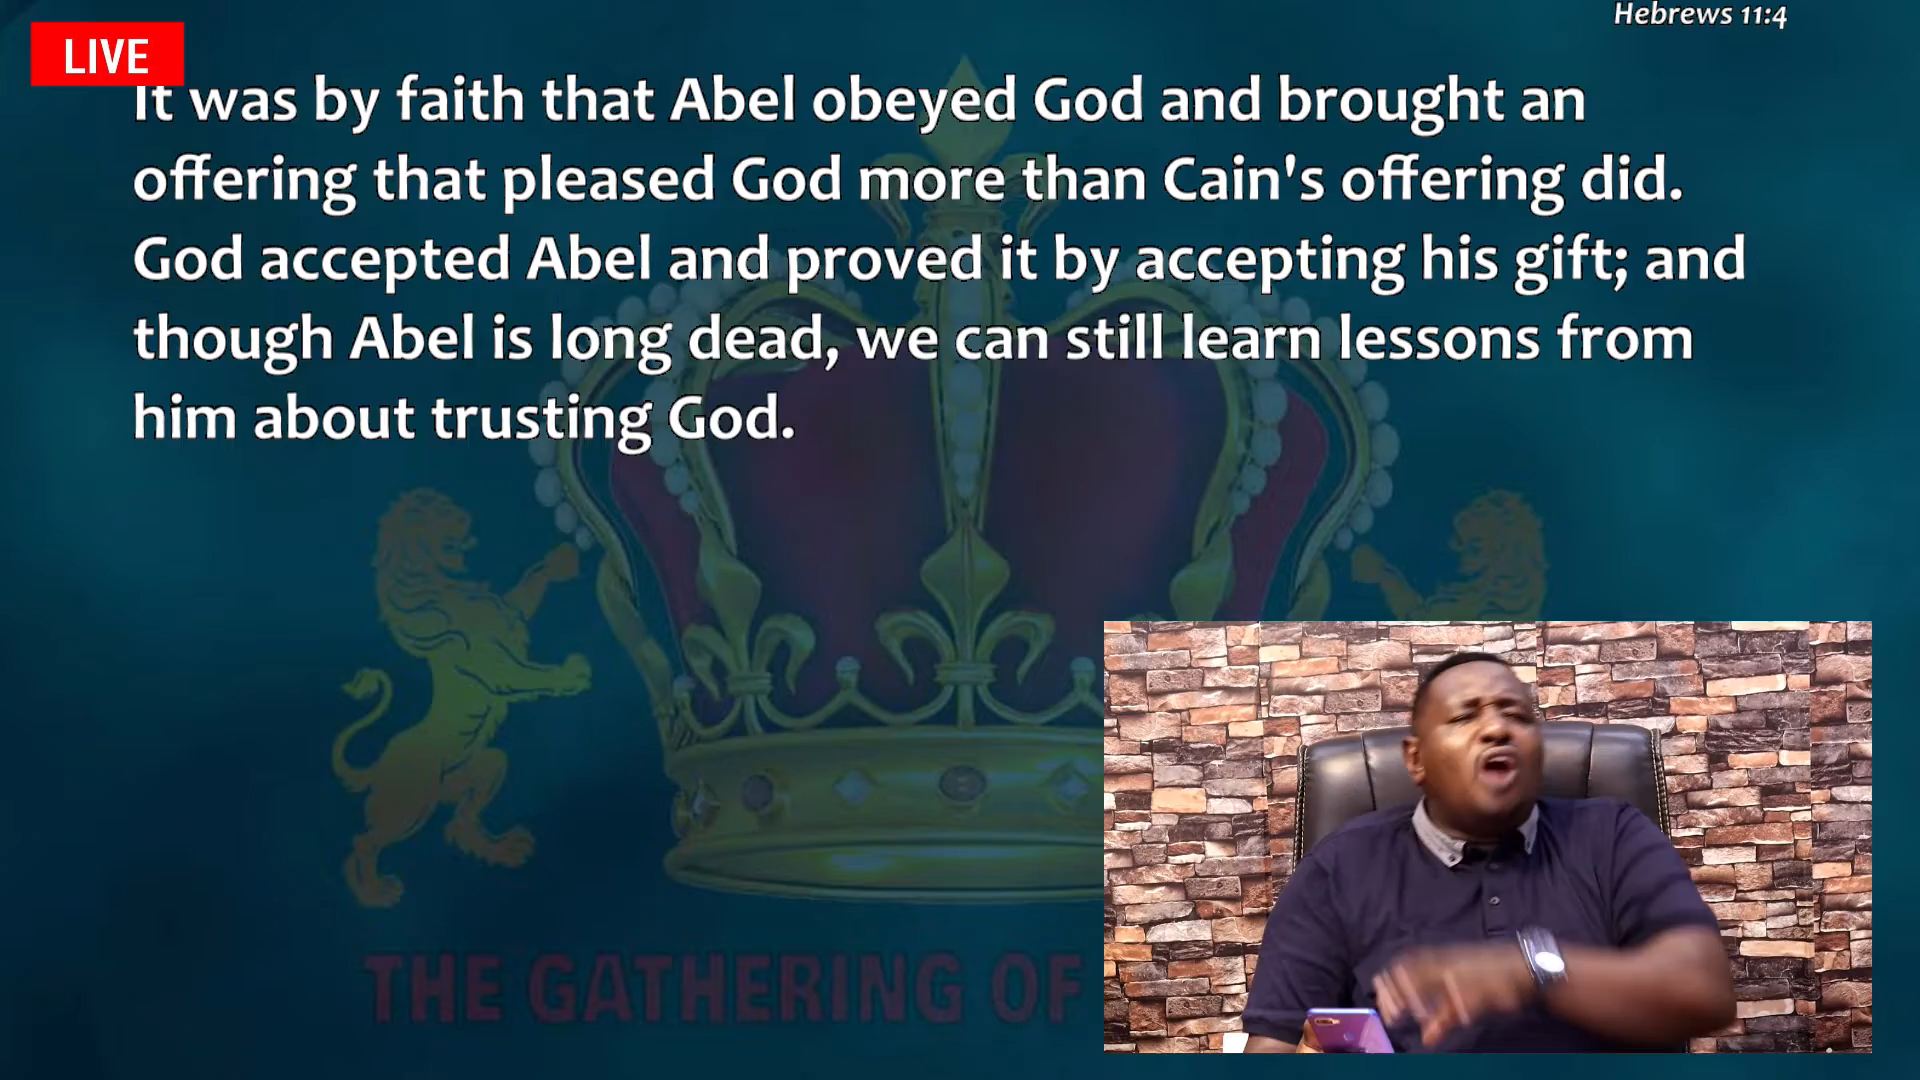 Hebrews 11:4
LIVE
It was by faith that Abel obeyed God and brought an
offering that pleased God more than Cain's offering did.
God accepted Abel and proved it by accepting his gift; and
though Abel is long dead, we can still learn lessons from
him about trusting God.
THE GATHERING OF